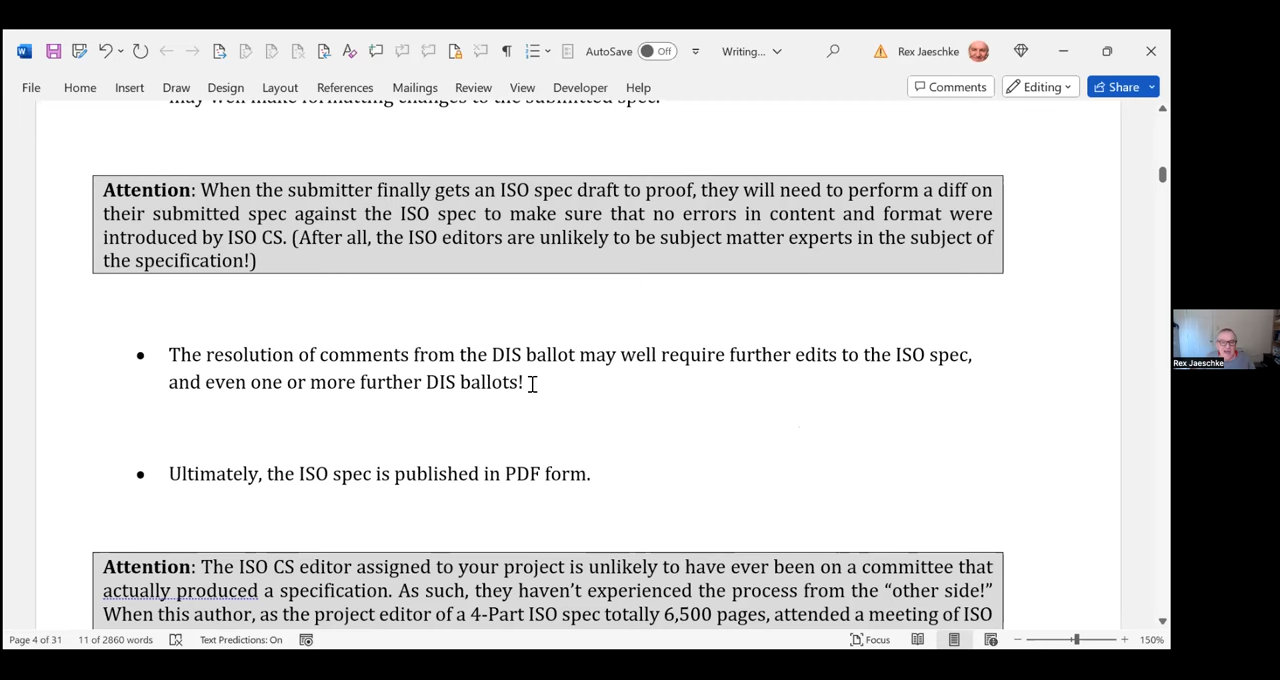 AutoSave
Off
Writing...
Rex Jaeschke
File
Home
Insert
Draw
Design
Layout
References
Mailings
Review
View
Developer
Help
Comments
Editing
Share
may well make formatting changes to the submitted spec.
Attention: When the submitter finally gets an ISO spec draft to proof, they will need to perform a diff on
their submitted spec against the ISO spec to make sure that no errors in content and format were
introduced by ISO CS. (After all, the ISO editors are unlikely to be subject matter experts in the subject of
the specification!)
• The resolution of comments from the DIS ballot may well require further edits to the ISO spec,
and even one or more further DIS ballots!
• Ultimately, the ISO spec is published in PDF form.
Attention: The ISO CS editor assigned to your project is unlikely to have ever been on a committee that
actually produced a specification. As such, they haven’t experienced the process from the “other side!”
When this author, as the project editor of a 4-Part ISO spec totally 6,500 pages, attended a meeting of ISO
Rex Jaeschke
Page 4 of 31
11 of 2860 words
Text Predictions: On
Focus
150%